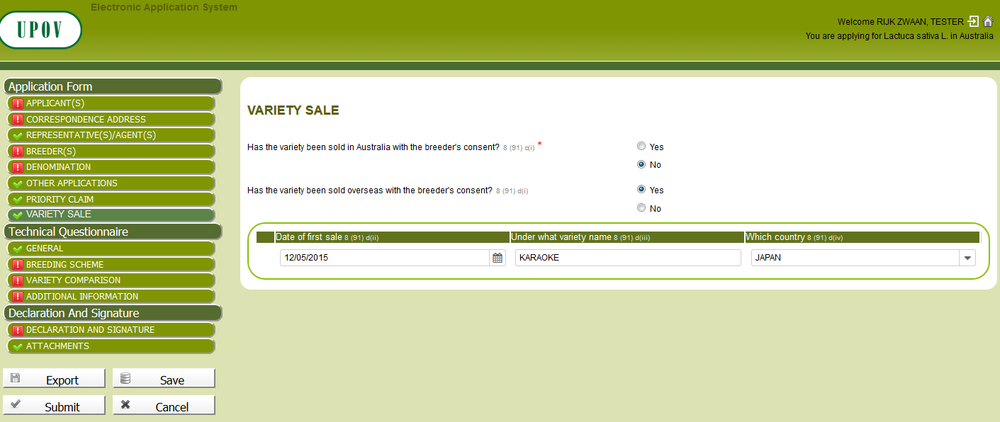 Electronic Application System
UPOV
Welcome RIJK ZWAAN, TESTER
You are applying for Lactuca sativa L. in Australia
Application Form
APPLICANT(S)
CORRESPONDENCE ADDRESS
REPRESENTATIVE(S)/AGENT(S)
BREEDER(S)
DENOMINATION
OTHER APPLICATIONS
PRIORITY CLAIM
VARIETY SALE
Technical Questionnaire
GENERAL
BREEDING SCHEME
VARIETY COMPARISON
ADDITIONAL INFORMATION
Declaration And Signature
DECLARATION AND SIGNATURE
ATTACHMENTS
Export Save
Submit Cancel
VARIETY SALE
Has the variety been sold in Australia with the breeder's consent? 8 (91) c(i) * Yes
No
Has the variety been sold overseas with the breeder's consent? 8 (91) d(i) Yes
No
Date of first sale 8 (91) d(ii) Under what variety name 8 (91) d(iii) Which country 8 (91) d(iv)
12/05/2015 KARAOKE JAPAN